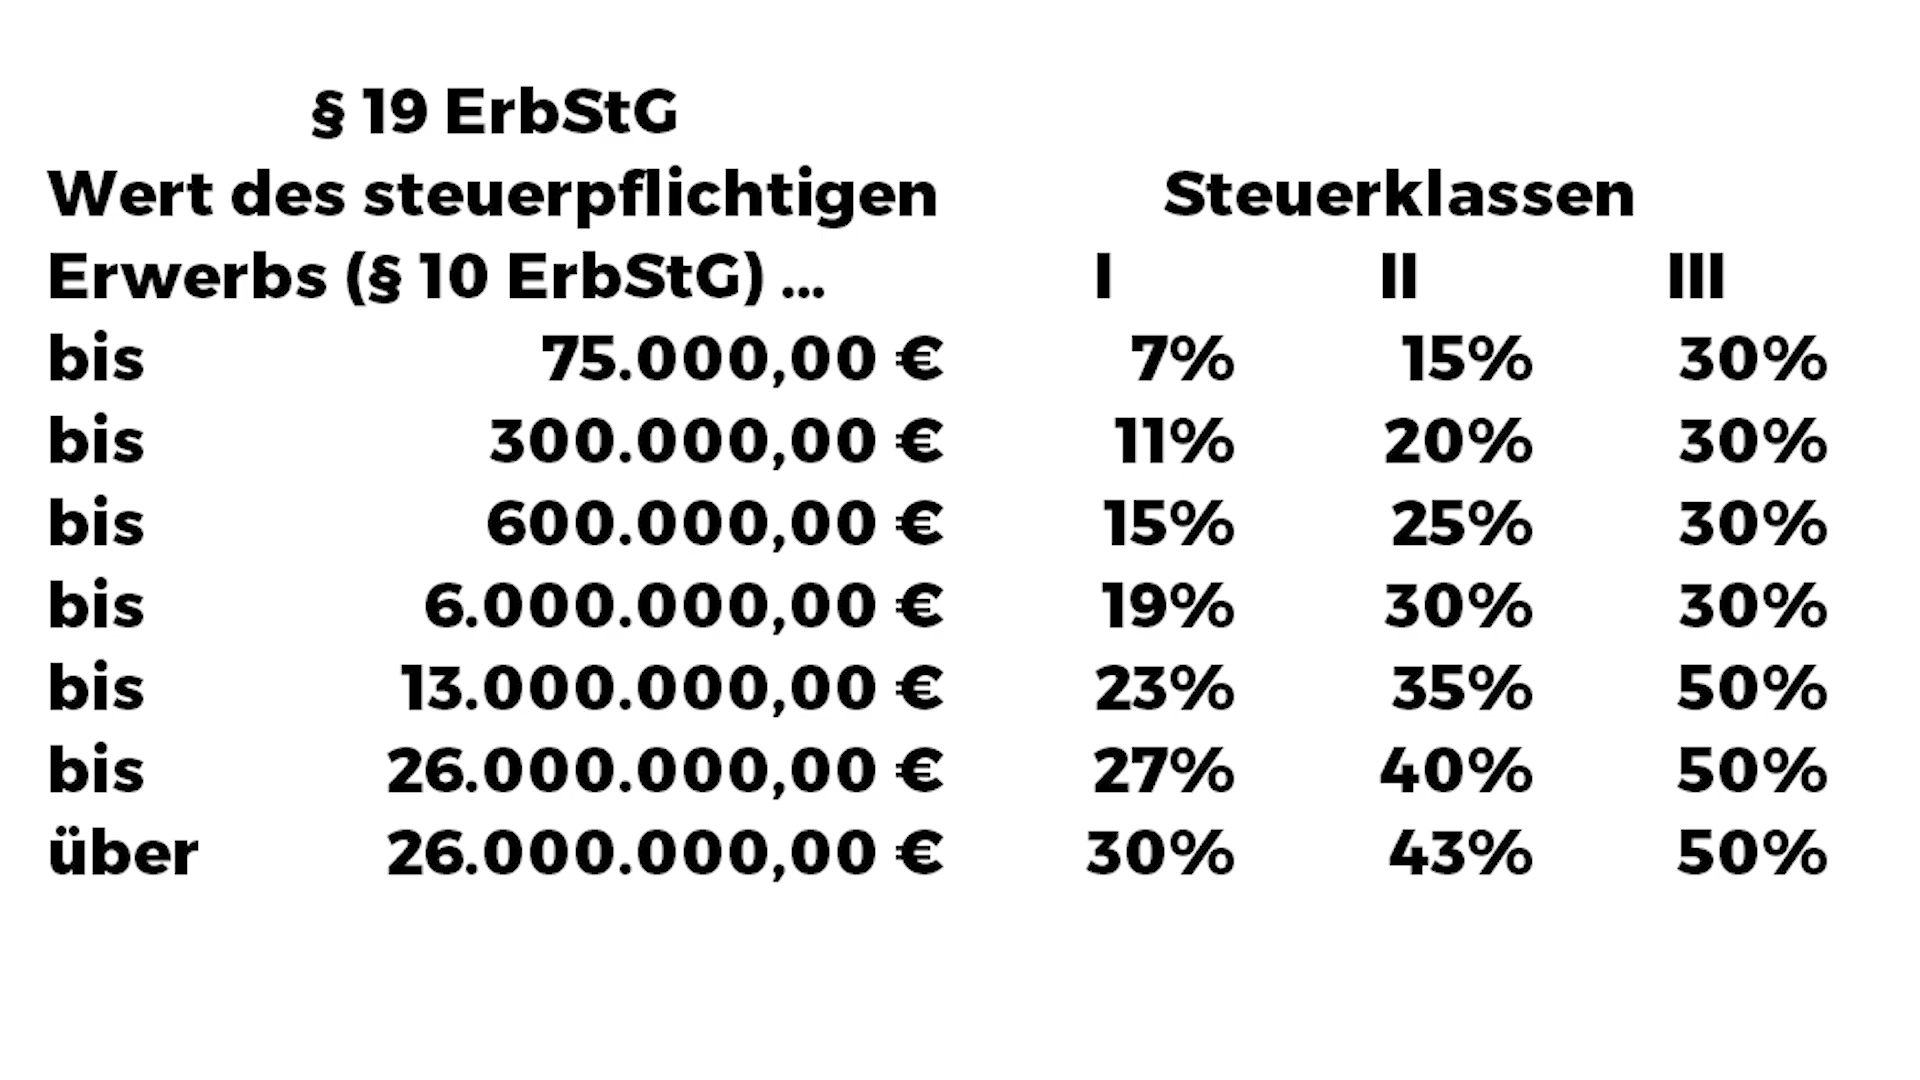 § 19 ErbStG
Wert des steuerpflichtigen Steuerklassen
Erwerbs (§ 10 ErbStG) ... I II III
bis 75.000,00 € 7% 15% 30%
bis 300.000,00 € 11% 20% 30%
bis 600.000,00 € 15% 25% 30%
bis 6.000.000,00 € 19% 30% 30%
bis 13.000.000,00 € 23% 35% 50%
bis 26.000.000,00 € 27% 40% 50%
über 26.000.000,00 € 30% 43% 50%